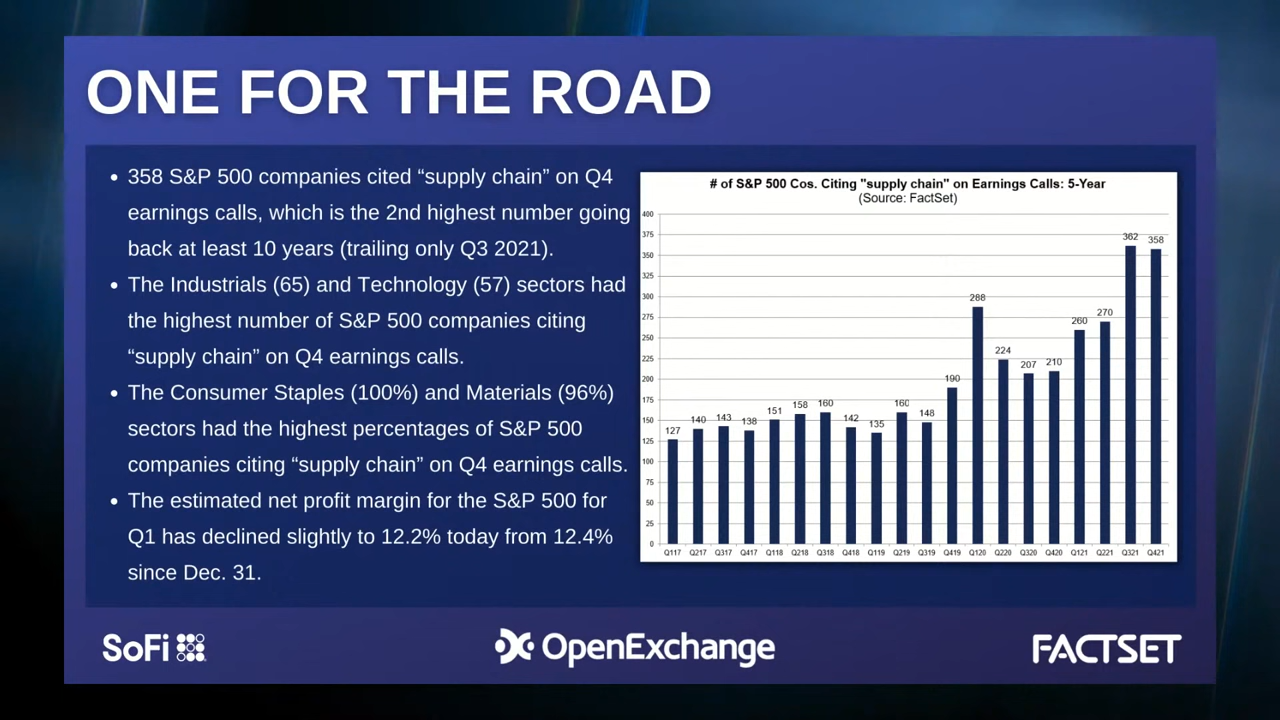 ONE FOR THE ROAD
• 358 S&P 500 companies cited “supply chain” on Q4
earnings calls, which is the 2nd highest number going
back at least 10 years (trailing only Q3 2021).
• The Industrials (65) and Technology (57) sectors had
the highest number of S&P 500 companies citing
“supply chain” on Q4 earnings calls.
• The Consumer Staples (100%) and Materials (96%)
sectors had the highest percentages of S&P 500
companies citing “supply chain” on Q4 earnings calls.
• The estimated net profit margin for the S&P 500 for
Q1 has declined slightly to 12.2% today from 12.4%
since Dec. 31.
# of S&P 500 Cos. Citing "supply chain" on Earnings Calls: 5-Year
(Source: FactSet)
400
375
350
325
300
275
250
225
200
175
150
125
100
75
50
25
0
127 140 143 138 151 158 160 142 135 160 148 190 288 224 207 210 260 270 362 358
Q117 Q217 Q317 Q417 Q118 Q218 Q318 Q418 Q119 Q219 Q319 Q419 Q120 Q220 Q320 Q420 Q121 Q221 Q321 Q421
SoFi
OpenExchange
FACTSET